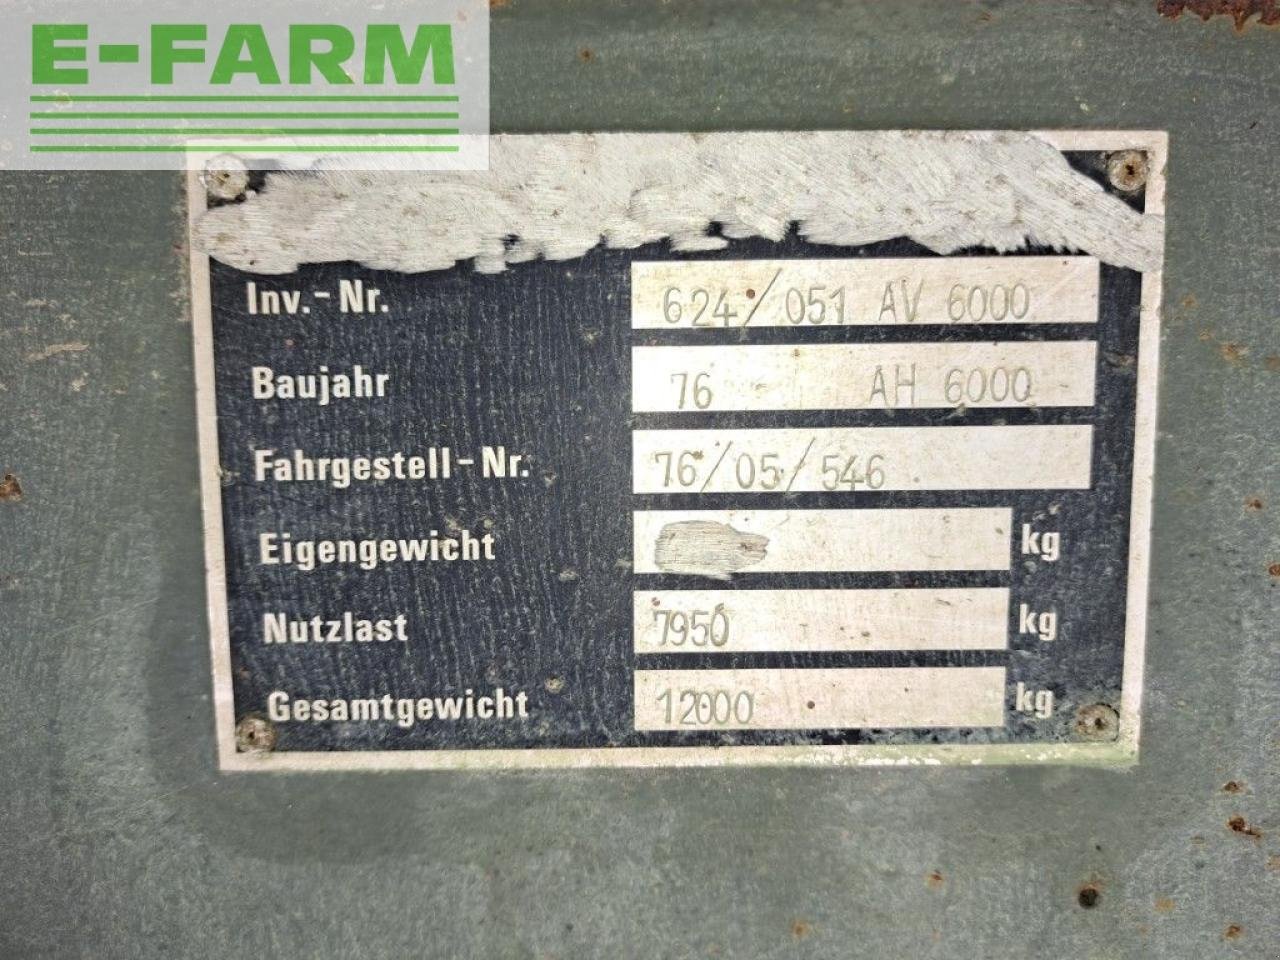 E-FARM
Inv.-Nr. 624/051 AV 6000
Baujahr 76 AH 6000
Fahrgestell-Nr. 76/05/546
Eigengewicht kg
Nutzlast 7950 kg
Gesamtgewicht 12000 kg